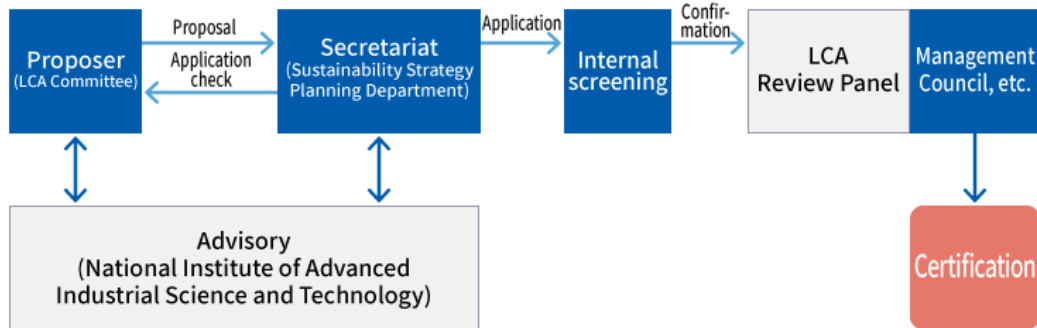 Proposer
(LCA Committee)
Proposal
Application
check
Secretariat
(Sustainability Strategy
Planning Department)
Application
Internal
screening
Confir-
mation
LCA
Review Panel
Management
Council, etc.
Advisory
(National Institute of Advanced
Industrial Science and Technology)
Certification